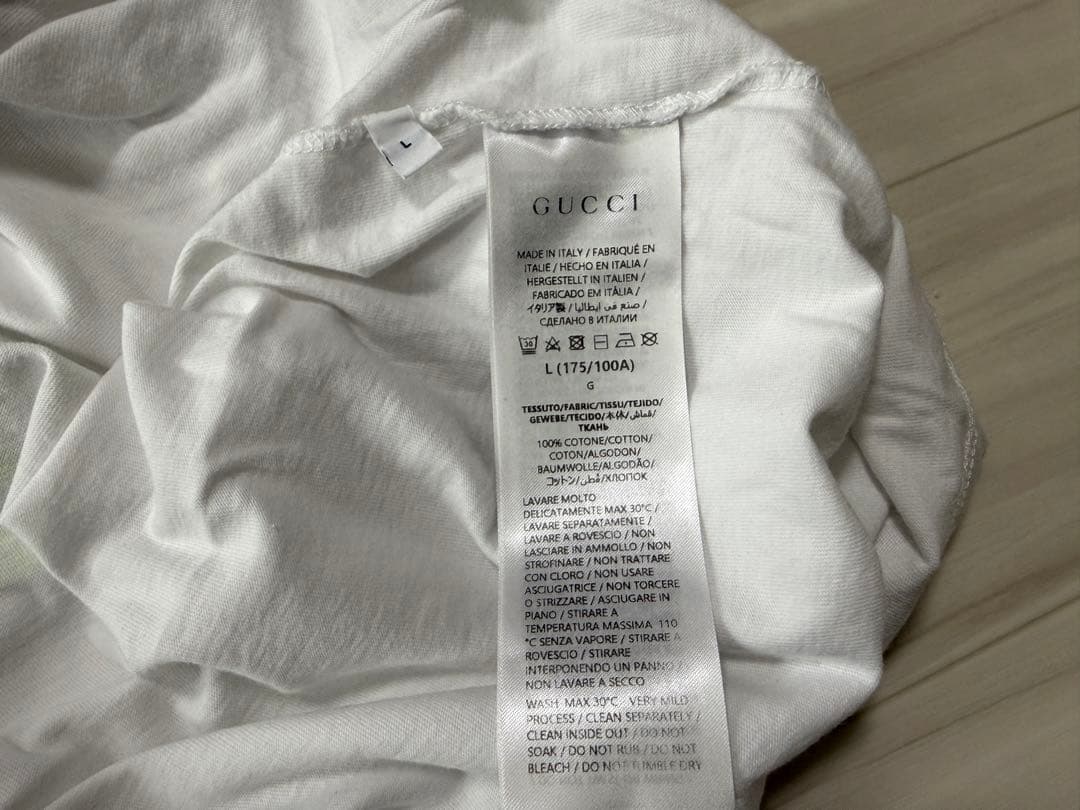 L
GUCCI
MADE IN ITALY / FABRIQUÉ EN
ITALIE / HECHO EN ITALIA /
HERGESTELLT IN ITALIEN /
FABRICADO EM ITÁLIA /
イタリア製 / صنع في إيطاليا /
СДЕЛАНО В ИТАЛИИ
30
L (175/100A)
G
TESSUTO/FABRIC/TISSU/TEJIDO/
GEWEBE/TECIDO/本体/قماش/
ТКАНЬ
100% COTONE/COTTON/
COTON/ALGODON/
BAUMWOLLE/ALGODÃO/
コットン/قطن/ХЛОПОК
LAVARE MOLTO
DELICATAMENTE MAX 30°C /
LAVARE SEPARATAMENTE /
LAVARE A ROVESCIO / NON
LASCIARE IN AMMOLLO / NON
STROFINARE / NON TRATTARE
CON CLORO / NON USARE
ASCIUGATRICE / NON TORCERE
O STRIZZARE / ASCIUGARE IN
PIANO / STIRARE A
TEMPERATURA MASSIMA 110
°C SENZA VAPORE / STIRARE A
ROVESCIO / STIRARE
INTERPONENDO UN PANNO /
NON LAVARE A SECCO
WASH MAX 30°C VERY MILD
PROCESS / CLEAN SEPARATELY /
CLEAN INSIDE OUT / DO NOT
SOAK / DO NOT RUB / DO NOT
BLEACH / DO NOT TUMBLE DRY